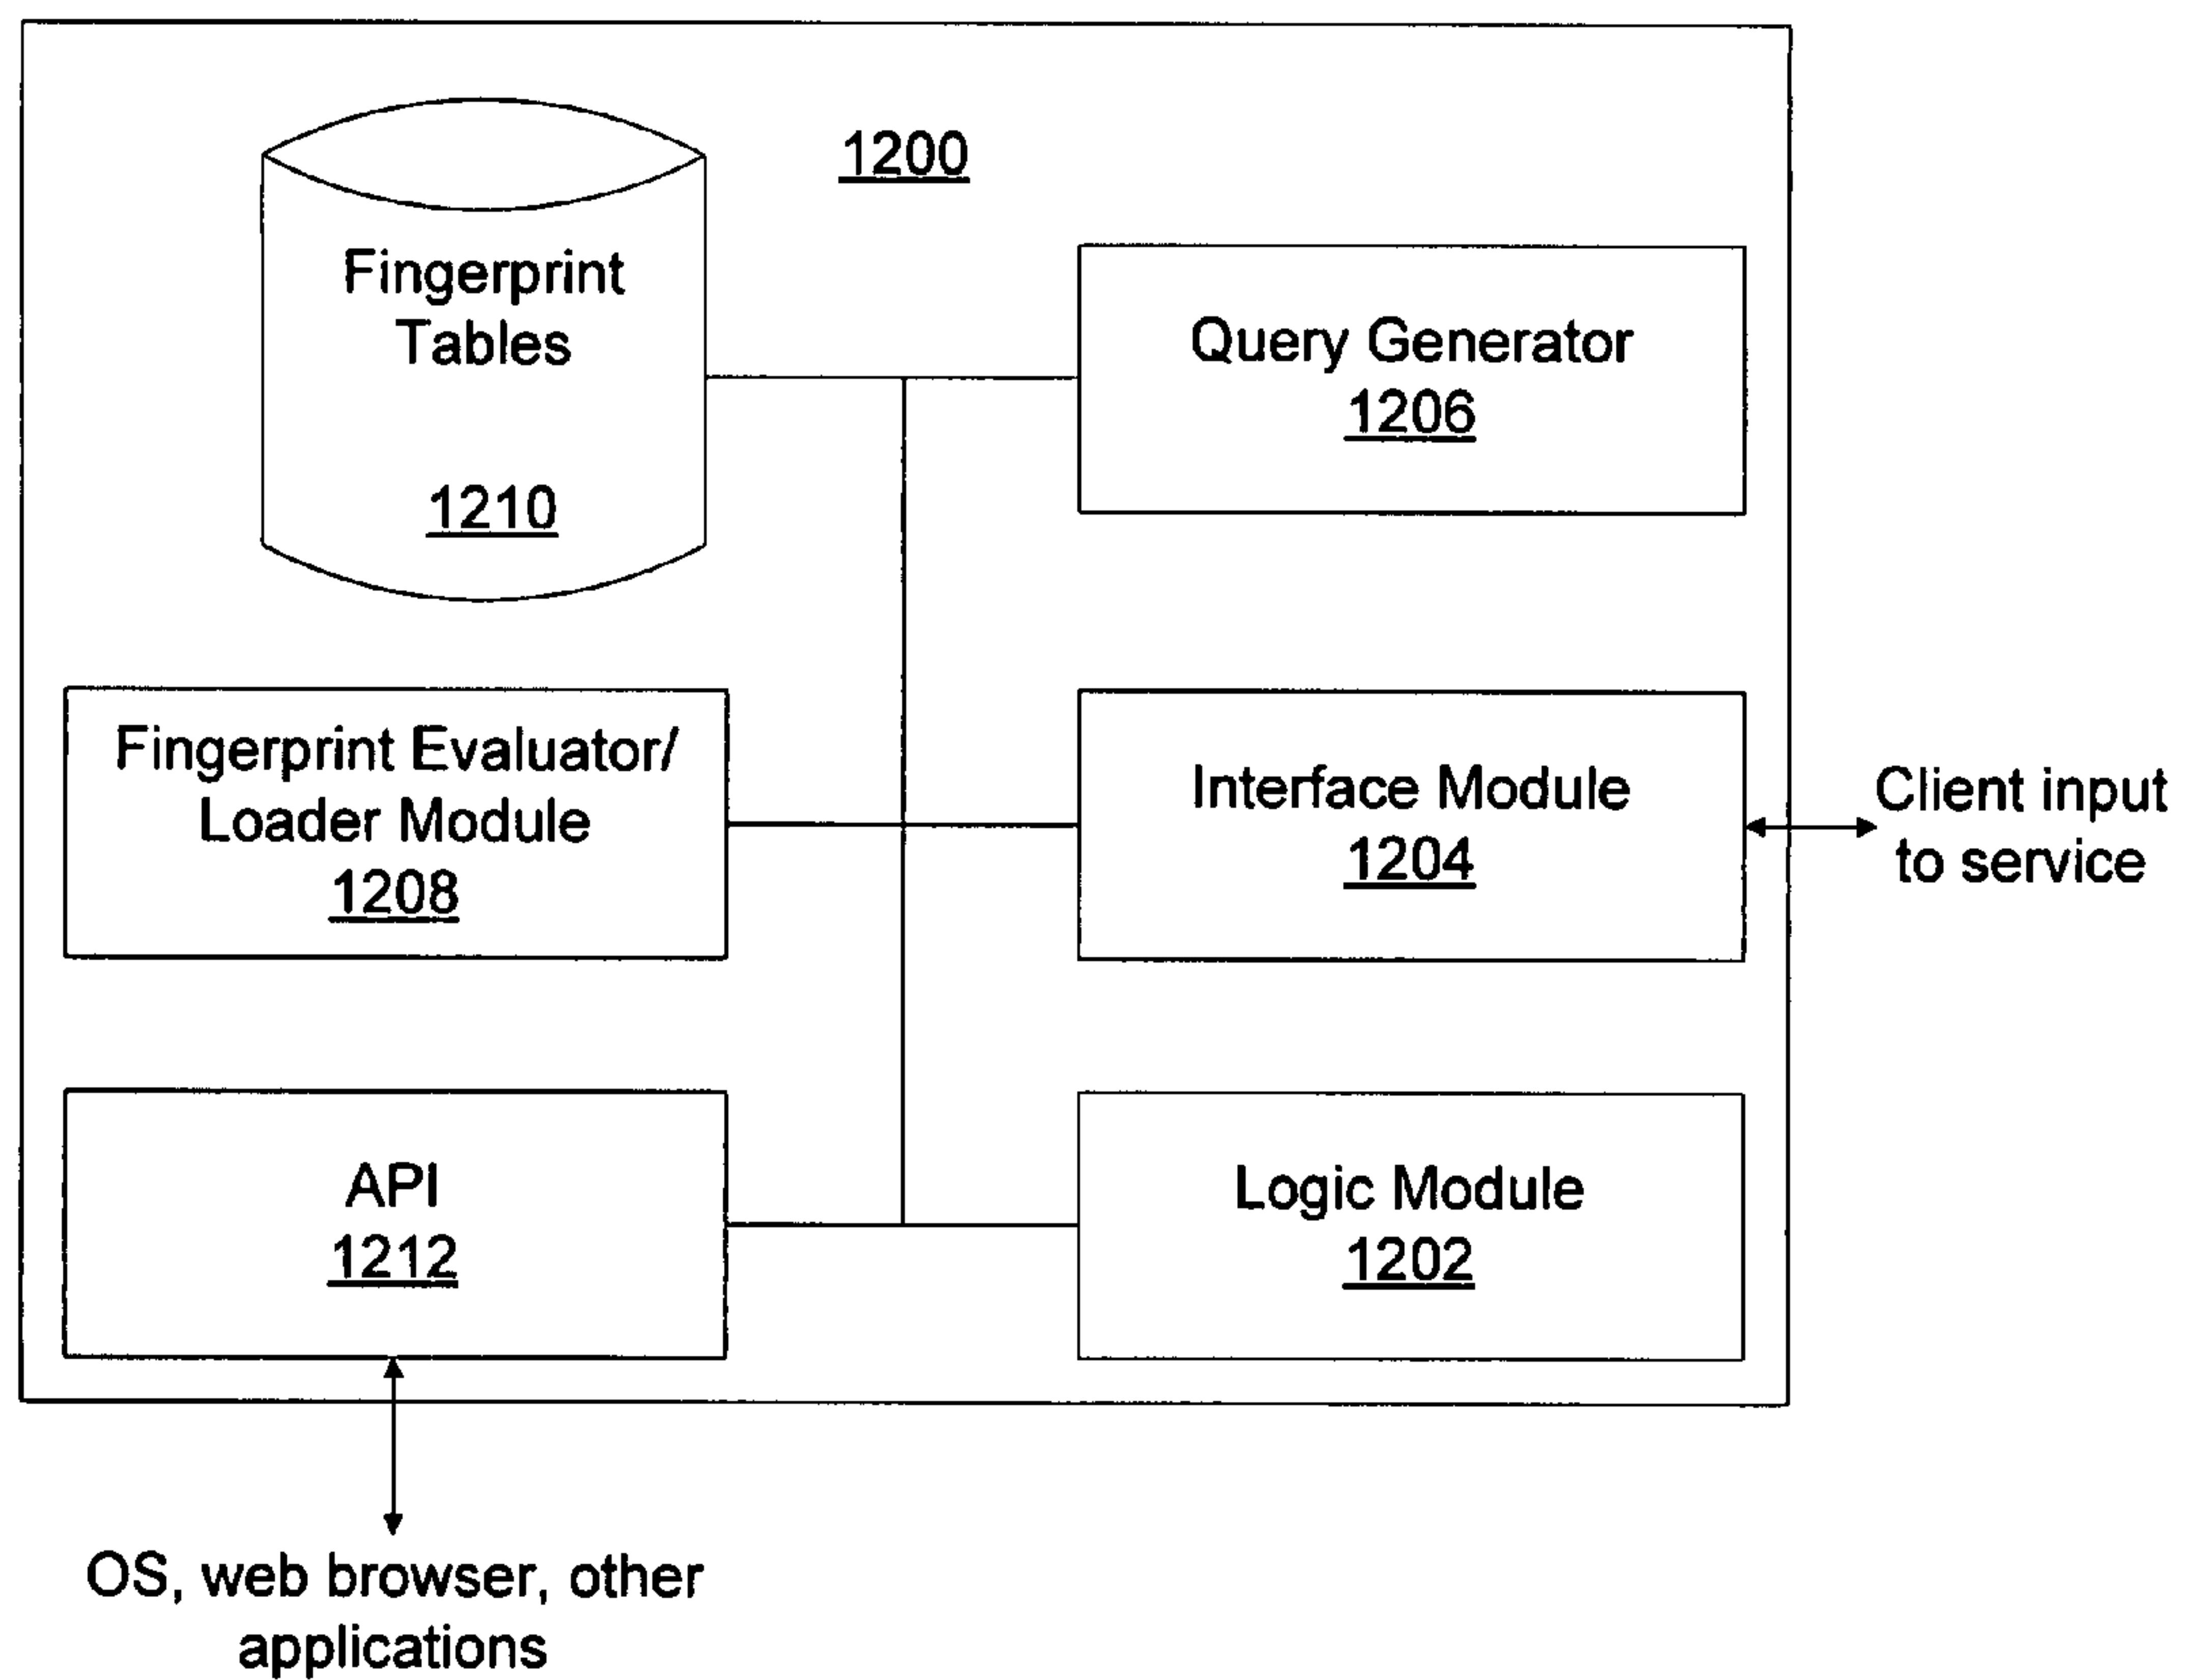 1200
Fingerprint
Tables
1210
Query Generator
1206
Fingerprint Evaluator/
Loader Module
1208
Interface Module
1204
Client input
to service
API
1212
Logic Module
1202
OS, web browser, other
applications